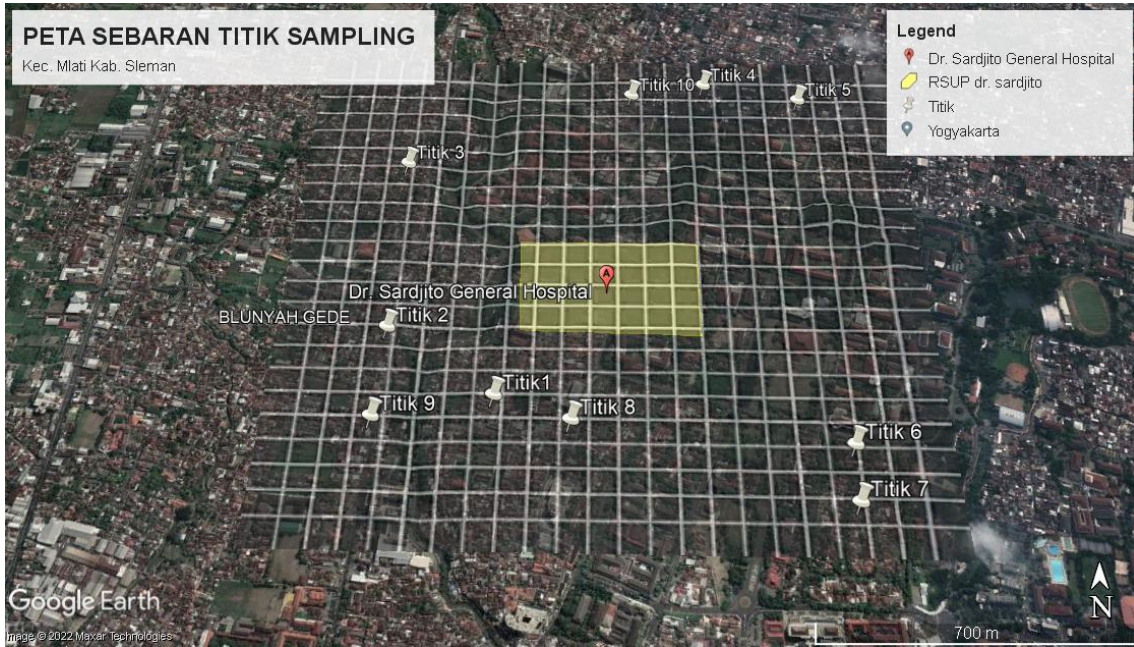 PETA SEBARAN TITIK SAMPLING
Kec. Mlati Kab. Sleman
Legend
Dr. Sardjito General Hospital
RSUP dr. sardjito
Titik
Yogyakarta
Titik 10
Titik 4
Titik 5
Titik 3
Dr. Sardjito General Hospital
A
BLUNYAH GEDE
Titik 2
Titik1
Titik 9
Titik 8
Titik 6
Titik 7
Google Earth
Image © 2022 Maxar Technologies
N
700 m